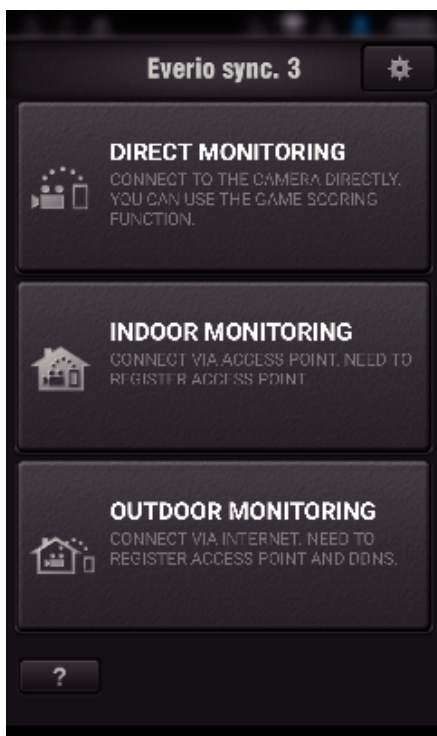 Everio sync. 3
DIRECT MONITORING
CONNECT TO THE CAMERA DIRECTLY.
YOU CAN USE THE GAME SCORING
FUNCTION.
INDOOR MONITORING
CONNECT VIA ACCESS POINT. NEED TO
REGISTER ACCESS POINT.
OUTDOOR MONITORING
CONNECT VIA INTERNET. NEED TO
REGISTER ACCESS POINT AND DDNS.
?